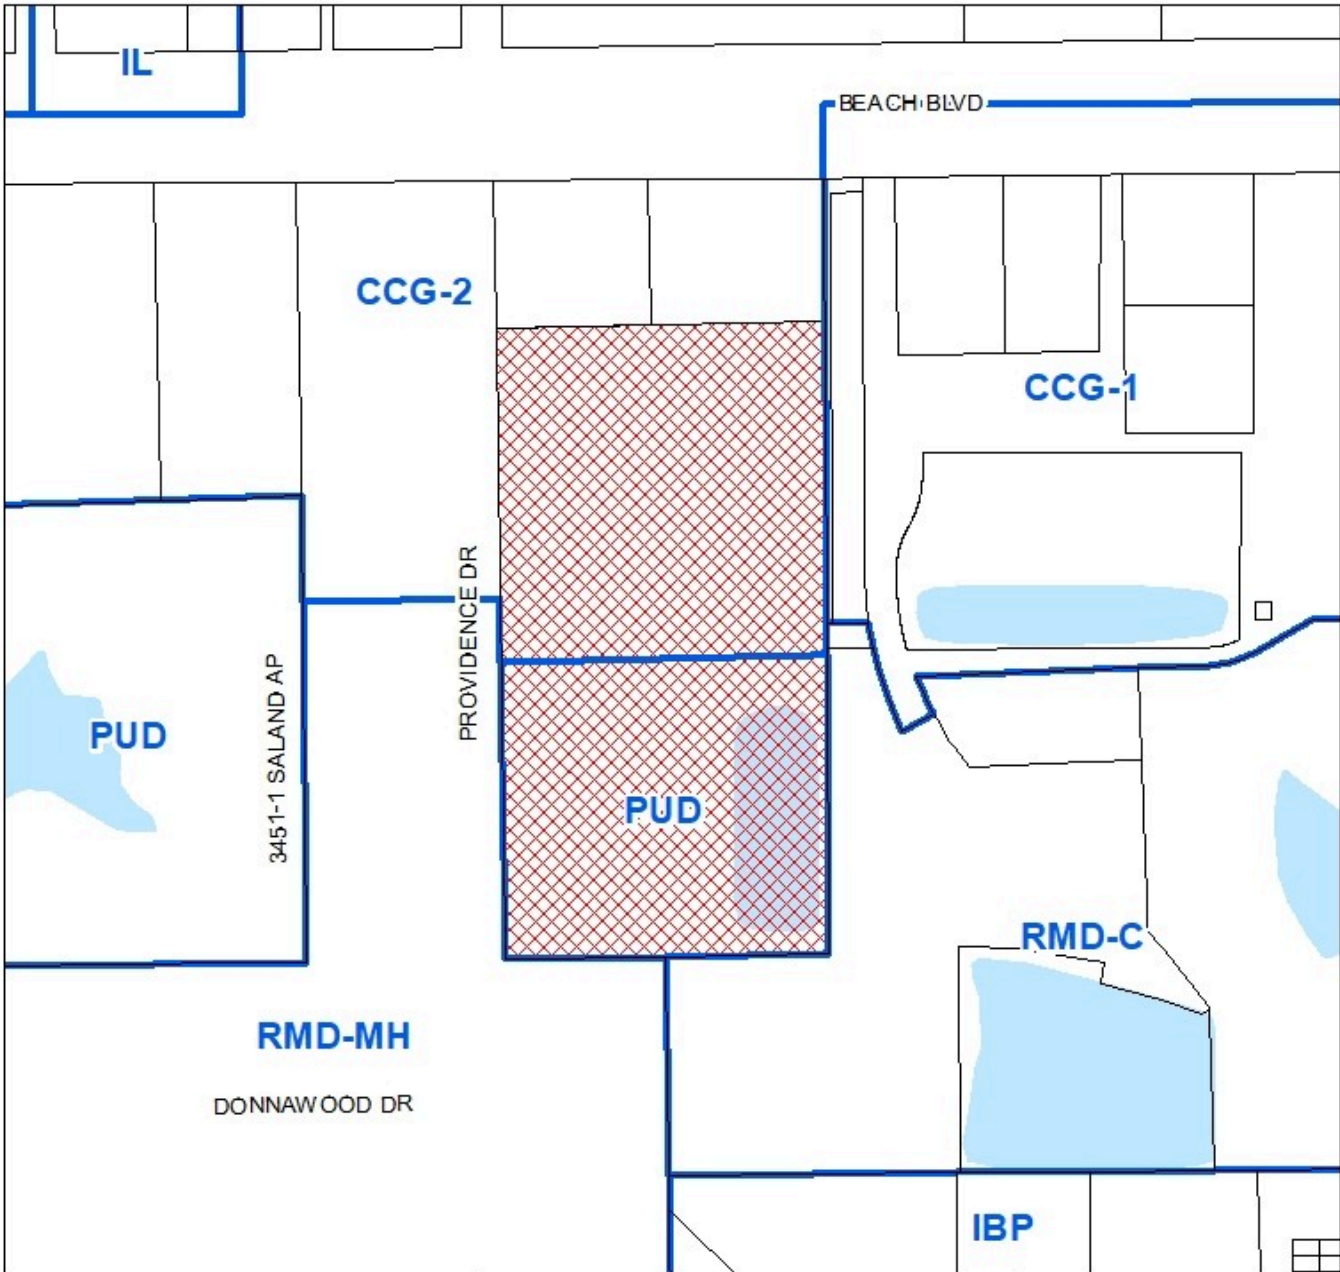 IL
BEACH BLVD
CCG-2
CCG-1
PROVIDENCE DR
3451-1 SALAND AP
PUD
PUD
RMD-C
RMD-MH
DONNAWOOD DR
IBP